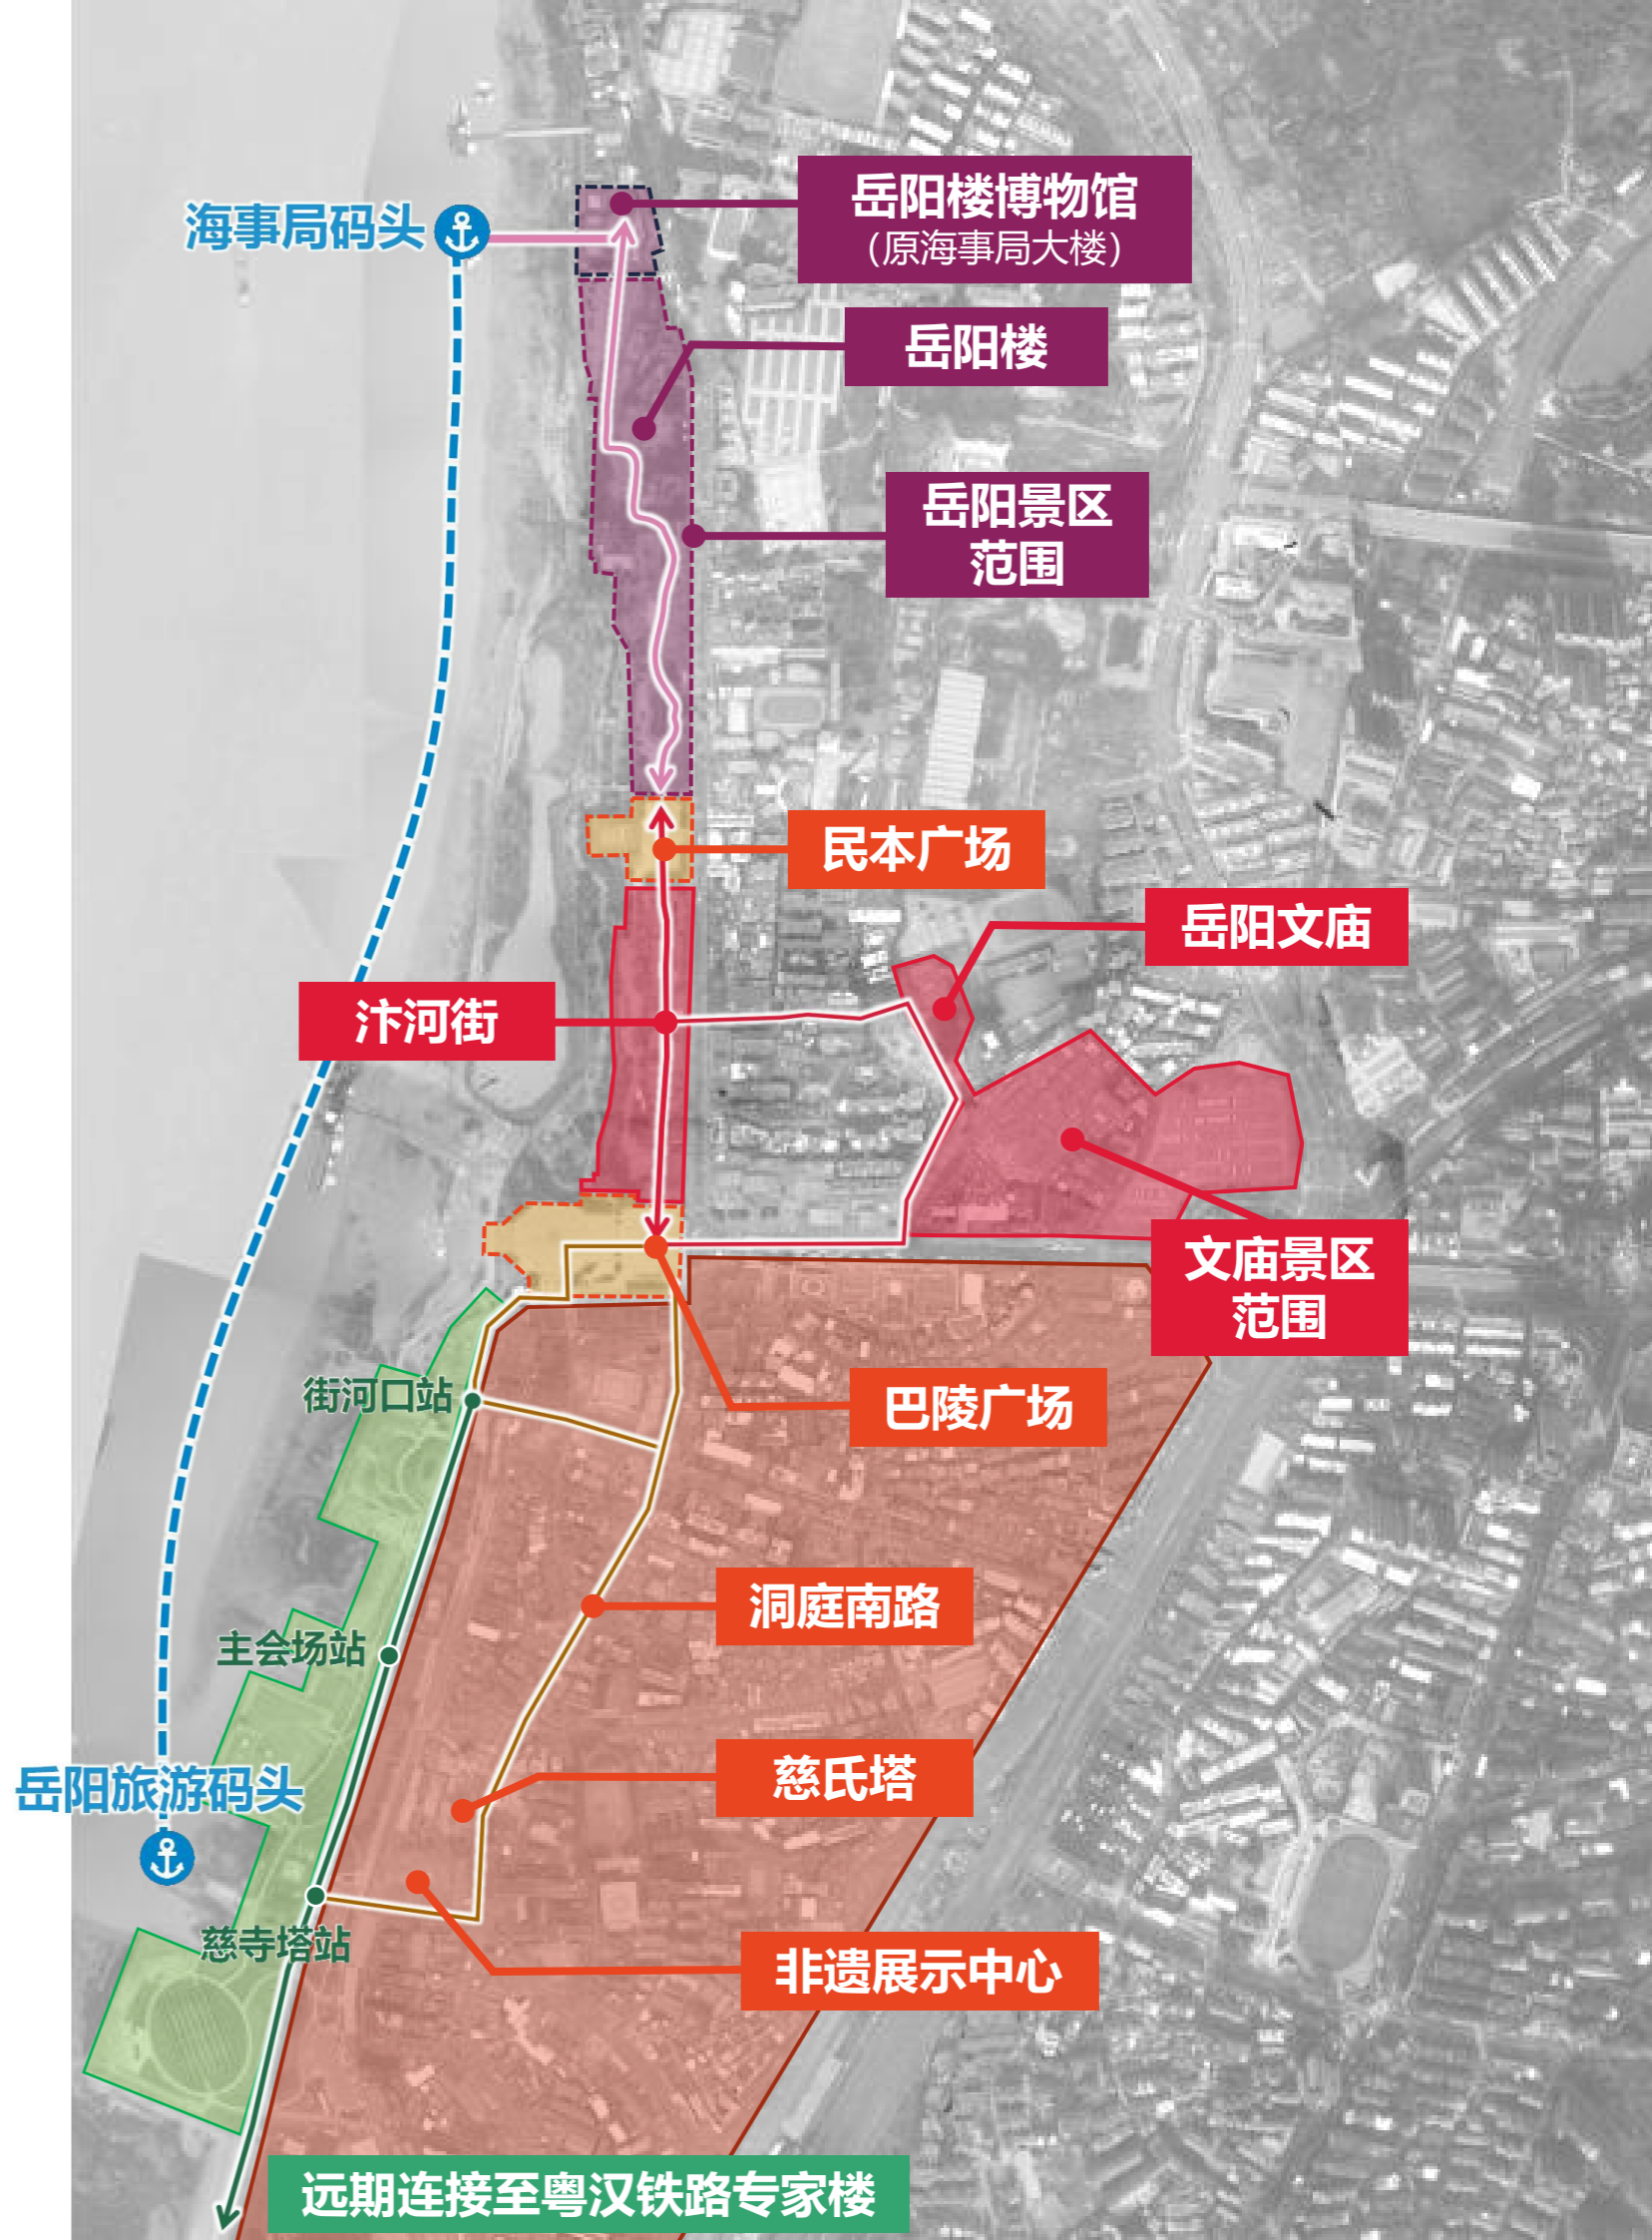 岳阳楼博物馆
（原海事局大楼）
海事局码头
岳阳楼
岳阳景区
范围
民本广场
岳阳文庙
汴河街
文庙景区
范围
巴陵广场
街河口站
洞庭南路
主会场站
慈氏塔
岳阳旅游码头
慈寺塔站
非遗展示中心
远期连接至粤汉铁路专家楼